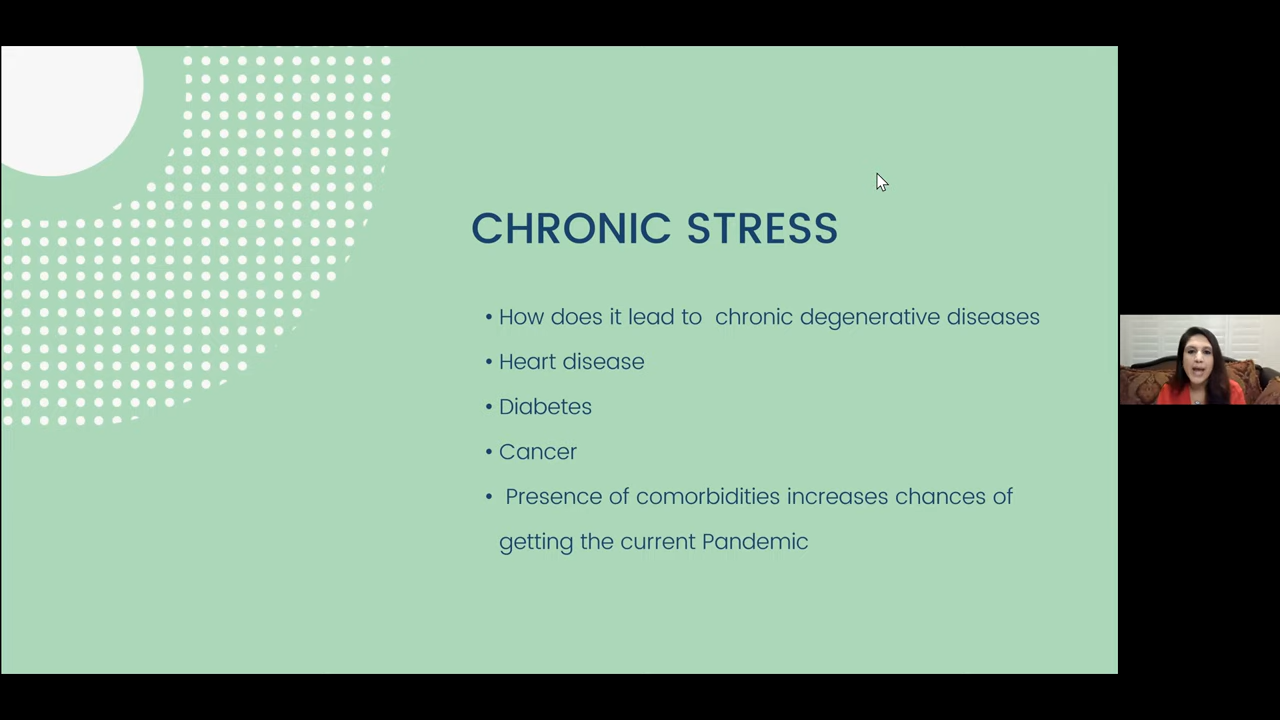 CHRONIC STRESS
• How does it lead to  chronic degenerative diseases
• Heart disease
• Diabetes
• Cancer
•  Presence of comorbidities increases chances of
getting the current Pandemic